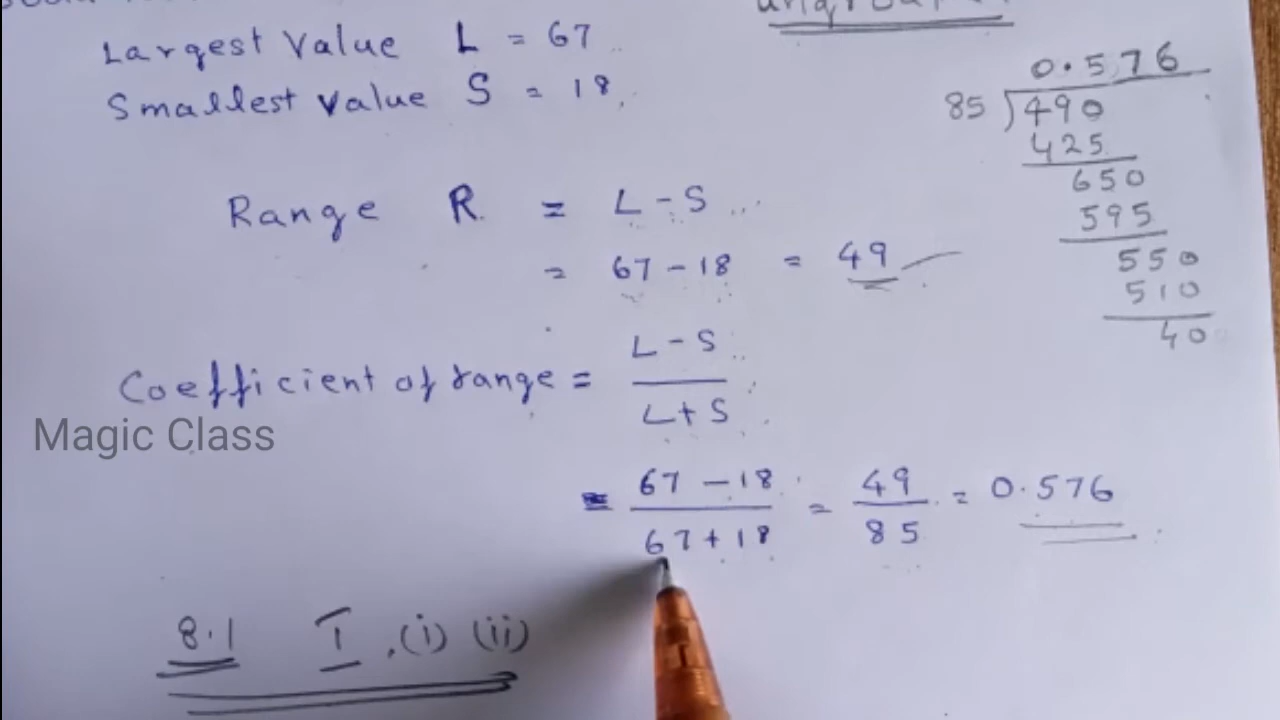 Largest Value L = 67
Smallest Value S = 18
Range R = L - S
= 67 - 18 = 49
Coefficient of range = L - S / L + S
= 67 - 18 / 67 + 18 = 49 / 85 = 0.576
8.1 I, (i) (ii)
Magic Class
0.576
85 ) 490
425
650
595
550
510
40